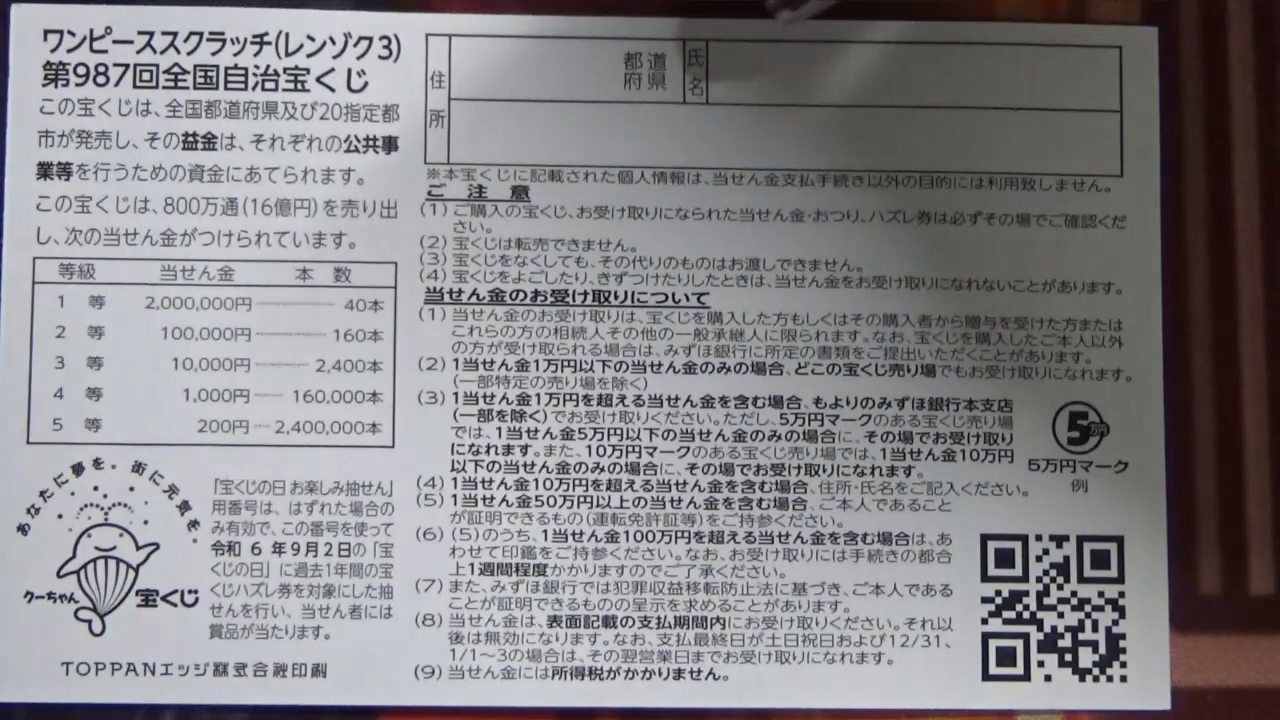 ワンピーススクラッチ(レンゾク3)
第987回全国自治宝くじ
この宝くじは、全国都道府県及び20指定都
市が発売し、その益金は、それぞれの公共事
業等を行うための資金にあてられます。
この宝くじは、800万通(16億円)を売り出
し、次の当せん金がつけられています。
等級 当せん金 本数
1等 2,000,000円 40本
2等 100,000円 160本
3等 10,000円 2,400本
4等 1,000円 160,000本
5等 200円 2,400,000本
あなたに夢を。街に元気を。
クーちゃん
宝くじ
「宝くじの日お楽しみ抽せん」
用番号は、はずれた場合の
み有効で、この番号を使って
令和6年9月2日の「宝
くじの日」に過去1年間の宝
くじハズレ券を対象にした抽
せんを行い、当せん者には
賞品が当たります。
TOPPANエッジ株式会社印刷
住所
都道府県
氏名
※本宝くじに記載された個人情報は、当せん金支払手続き以外の目的には利用致しません。
ご注意
(1)ご購入の宝くじ、お受け取りになられた当せん金・おつり、ハズレ券は必ずその場でご確認くだ
さい。
(2)宝くじは転売できません。
(3)宝くじをなくしても、その代りのものはお渡しできません。
(4)宝くじをよごしたり、きずつけたりしたときは、当せん金をお受け取りになれないことがあります。
当せん金のお受け取りについて
(1)当せん金のお受け取りは、宝くじを購入した方もしくはその購入者から贈与を受けた方または
これらの方の相続人その他の一般承継人に限られます。なお、宝くじを購入したご本人以外
の方が受け取られる場合は、みずほ銀行に所定の書類をご提出いただくことがあります。
(2)1当せん金1万円以下の当せん金のみの場合、どこの宝くじ売り場でもお受け取りになれます。
(一部特定の売り場を除く)
(3)1当せん金1万円を超える当せん金を含む場合、もよりのみずほ銀行本支店
(一部を除く)でお受け取りください。ただし、5万円マークのある宝くじ売り場
では、1当せん金5万円以下の当せん金のみの場合に、その場でお受け取り
になれます。また、10万円マークのある宝くじ売り場では、1当せん金10万円
以下の当せん金のみの場合に、その場でお受け取りになれます。
(4)1当せん金10万円を超える当せん金を含む場合、住所・氏名をご記入ください。
(5)1当せん金50万円以上の当せん金を含む場合、ご本人であること
が証明できるもの(運転免許証等)をご持参ください。
(6)(5)のうち、1当せん金100万円を超える当せん金を含む場合は、あ
わせて印鑑をご持参ください。なお、お受け取りには手続きの都合
上1週間程度かかりますのでご了承ください。
(7)また、みずほ銀行では犯罪収益移転防止法に基づき、ご本人である
ことが証明できるものの呈示を求めることがあります。
(8)当せん金は、表面記載の支払期間内にお受け取りください。それ以
後は無効になります。なお、支払最終日が土日祝日および12/31、
1/1~3の場合は、その翌営業日までお受け取りになれます。
(9)当せん金には所得税がかかりません。
5万円
5万円マーク
例